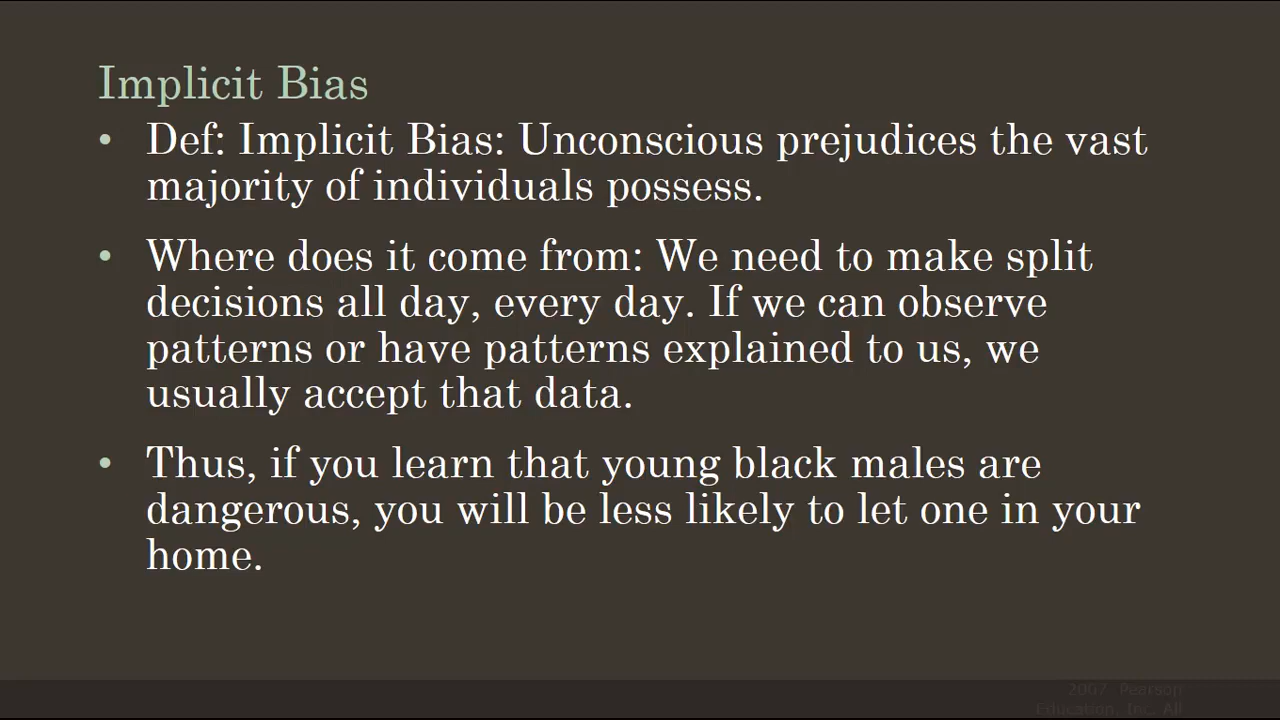 Implicit Bias
• Def: Implicit Bias: Unconscious prejudices the vast
majority of individuals possess.
• Where does it come from: We need to make split
decisions all day, every day. If we can observe
patterns or have patterns explained to us, we
usually accept that data.
• Thus, if you learn that young black males are
dangerous, you will be less likely to let one in your
home.
2007 Pearson
Education, Inc. All